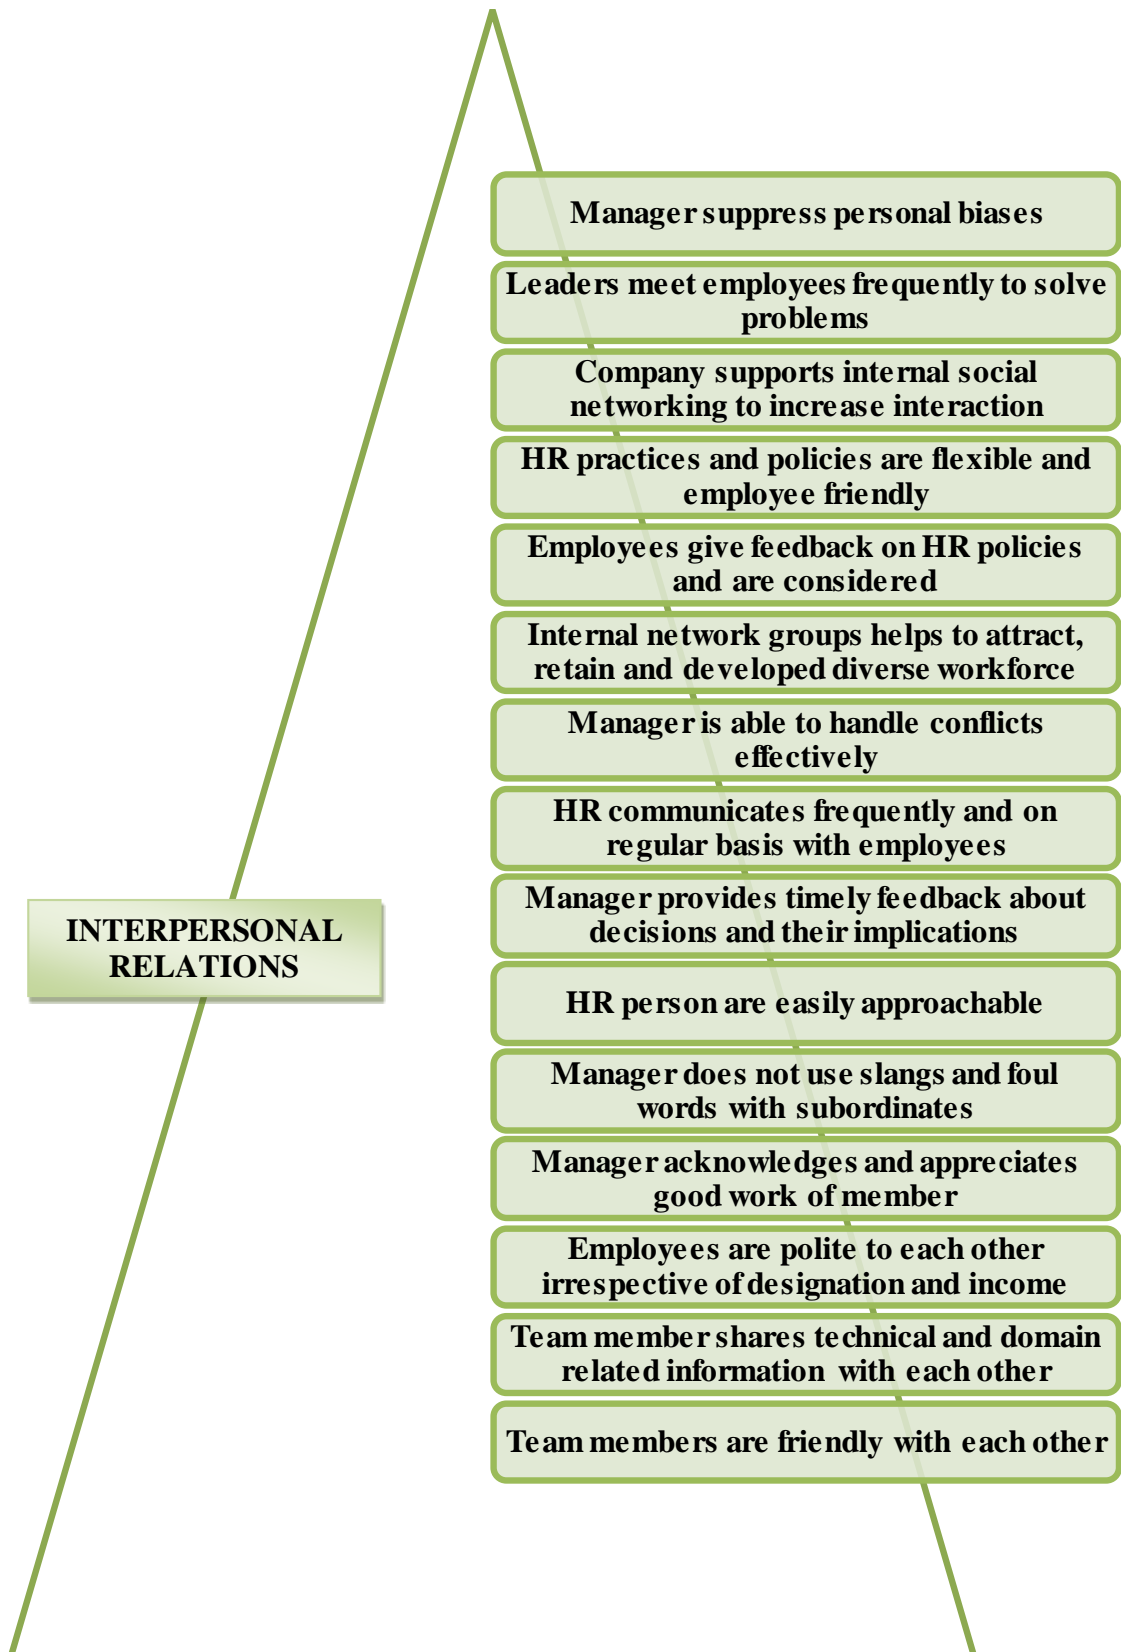 Manager suppress personal biases
Leaders meet employees frequently to solve
problems
Company supports internal social
networking to increase interaction
HR practices and policies are flexible and
employee friendly
Employees give feedback on HR policies
and are considered
Internal network groups helps to attract,
retain and developed diverse workforce
Manager is able to handle conflicts
effectively
HR communicates frequently and on
regular basis with employees
Manager provides timely feedback about
decisions and their implications
INTERPERSONAL
RELATIONS
HR person are easily approachable
Manager does not use slangs and foul
words with subordinates
Manager acknowledges and appreciates
good work of member
Employees are polite to each other
irrespective of designation and income
Team member shares technical and domain
related information with each other
Team members are friendly with each other